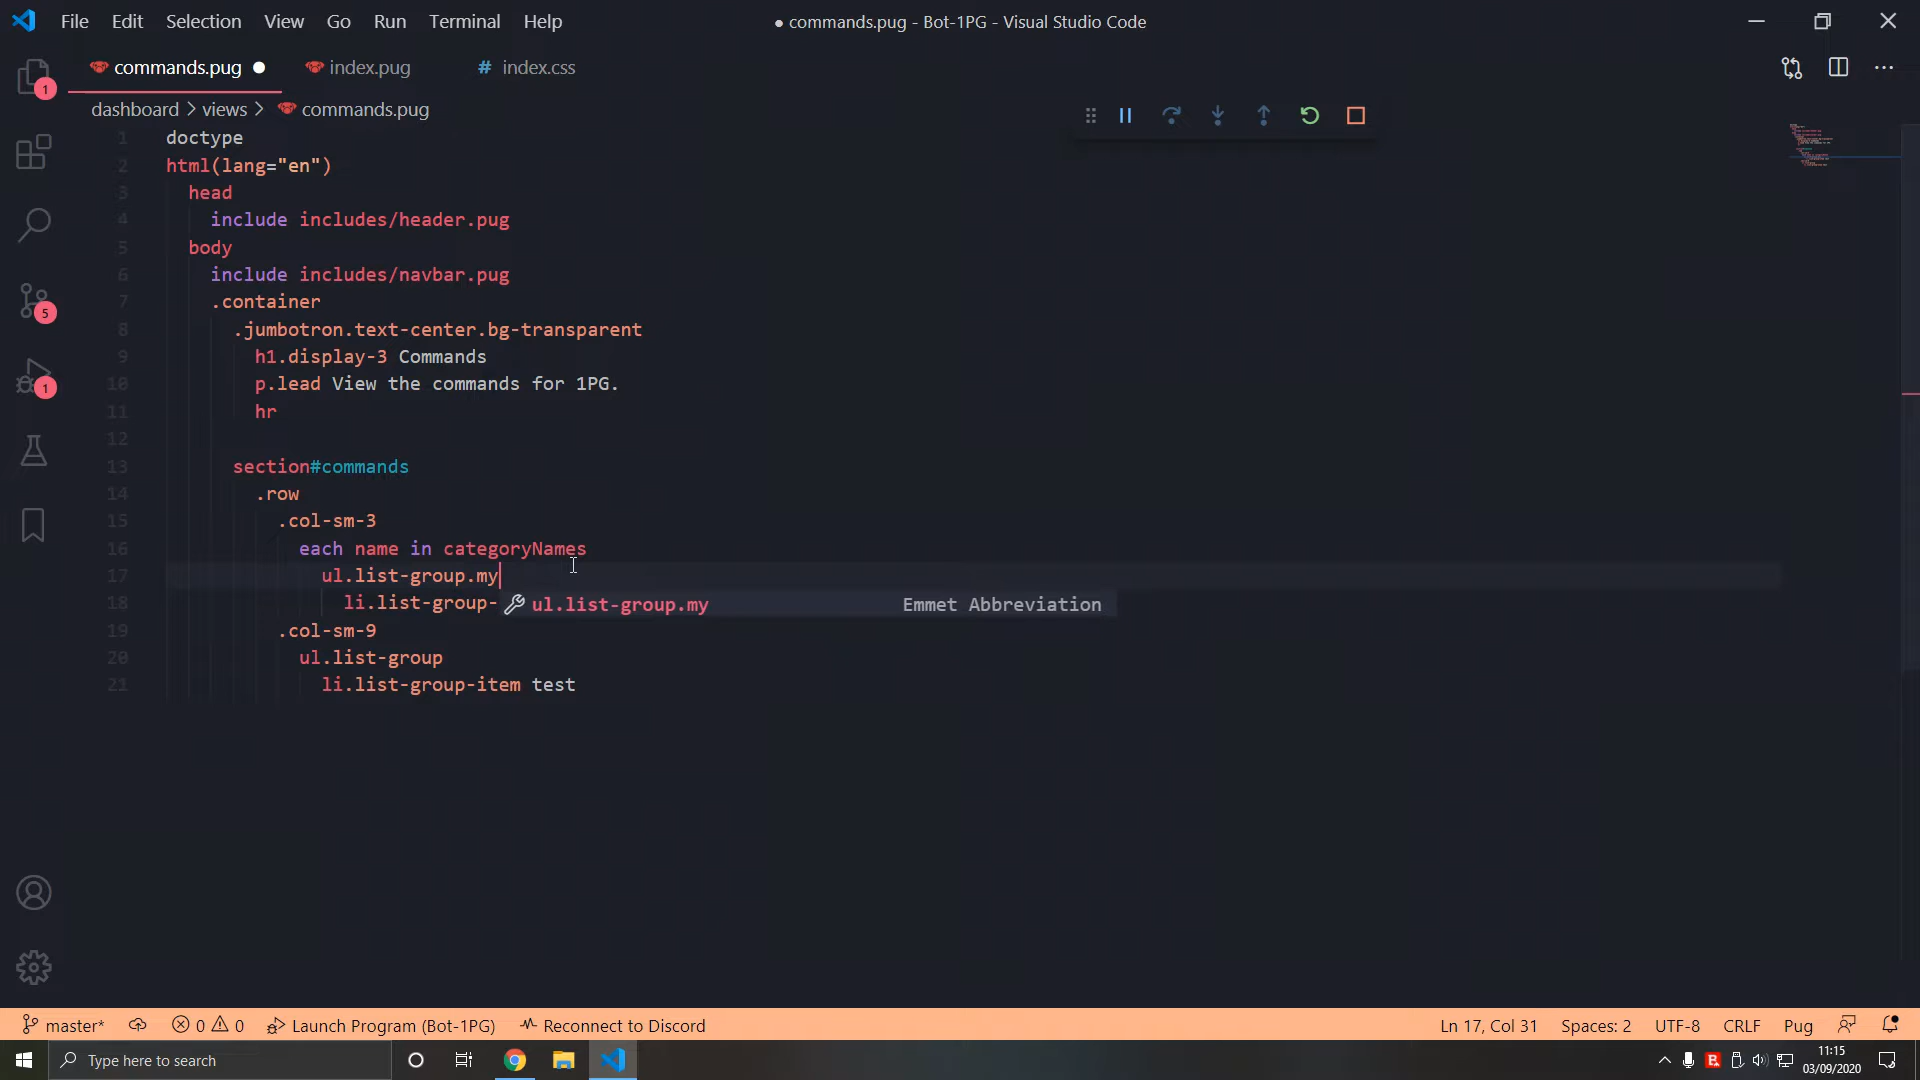 File Edit Selection View Go Run Terminal Help
● commands.pug - Bot-1PG - Visual Studio Code
commands.pug ● index.pug # index.css
dashboard > views > commands.pug
1 doctype
2 html(lang="en")
3 head
4 include includes/header.pug
5 body
6 include includes/navbar.pug
7 .container
8 .jumbotron.text-center.bg-transparent
9 h1.display-3 Commands
10 p.lead View the commands for 1PG.
11 hr
12
13 section#commands
14 .row
15 .col-sm-3
16 each name in categoryNames
17 ul.list-group.my
18 li.list-group-
ul.list-group.my Emmet Abbreviation
19 .col-sm-9
20 ul.list-group
21 li.list-group-item test
1
5
1
master* 0 0 Launch Program (Bot-1PG) Reconnect to Discord Ln 17, Col 31 Spaces: 2 UTF-8 CRLF Pug
Type here to search
11:15
03/09/2020